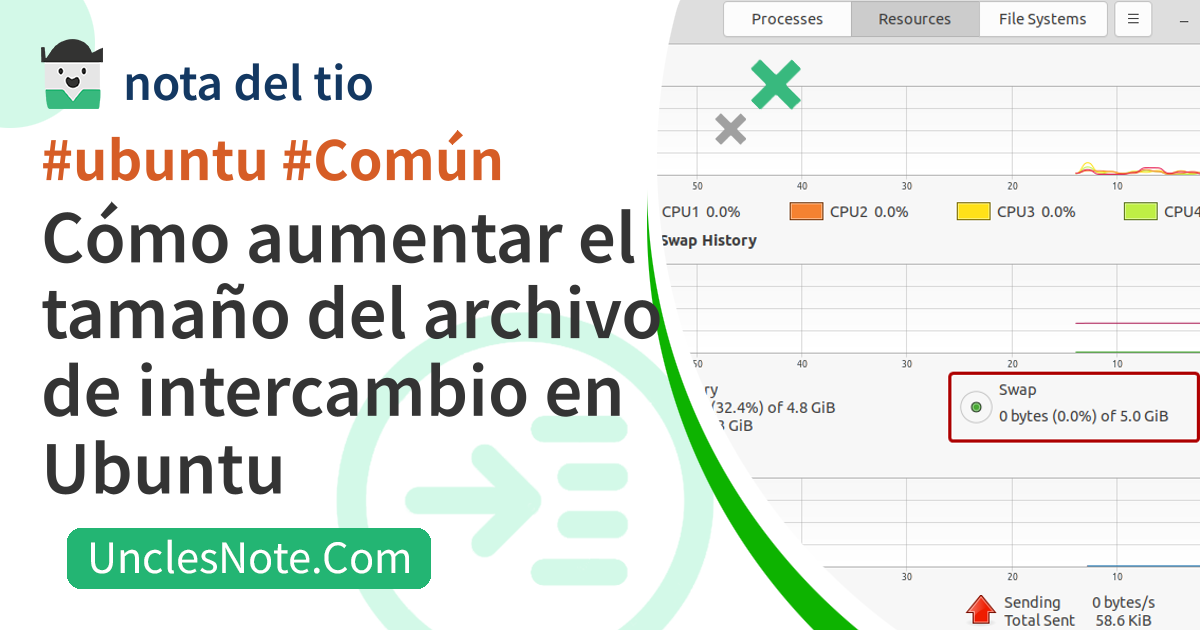 nota del tio
#ubuntu #Común
Cómo aumentar el
tamaño del archivo
de intercambio en
Ubuntu
UnclesNote.Com
Processes Resources File Systems
50 40 30 20 10
CPU1 0.0% CPU2 0.0% CPU3 0.0% CPU4
Swap History
50 40 30 20 10
ry
(32.4%) of 4.8 GiB
3 GiB
Swap
0 bytes (0.0%) of 5.0 GiB
30 20 10
Sending 0 bytes/s
Total Sent 58.6 KiB